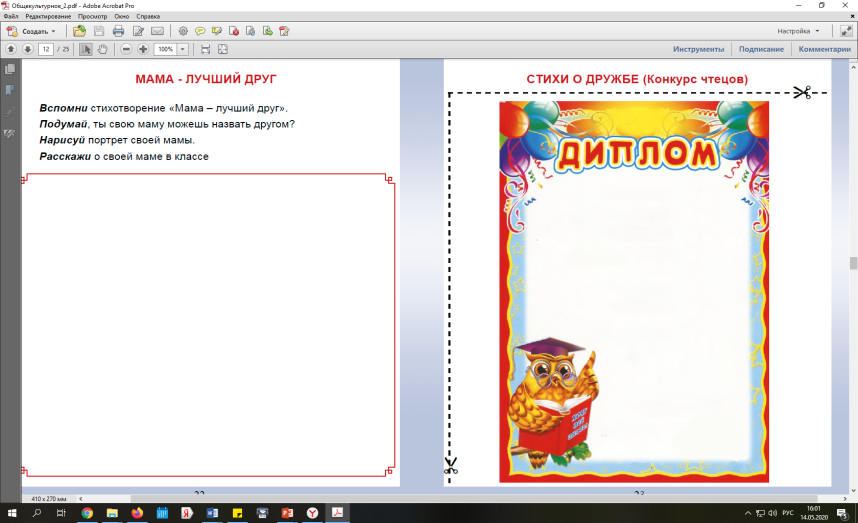 Общекультурное_2.pdf - Adobe Acrobat Pro
Файл Редактирование Просмотр Окно Справка
Создать
Настройка
12 / 25
100%
Инструменты Подписание Комментарии
МАМА - ЛУЧШИЙ ДРУГ
Вспомни стихотворение «Мама – лучший друг».
Подумай, ты свою маму можешь назвать другом?
Нарисуй портрет своей мамы.
Расскажи о своей маме в классе
22
СТИХИ О ДРУЖБЕ (Конкурс чтецов)
ДИПЛОМ
23
410 x 270 мм
РУС
16:01
14.05.2020